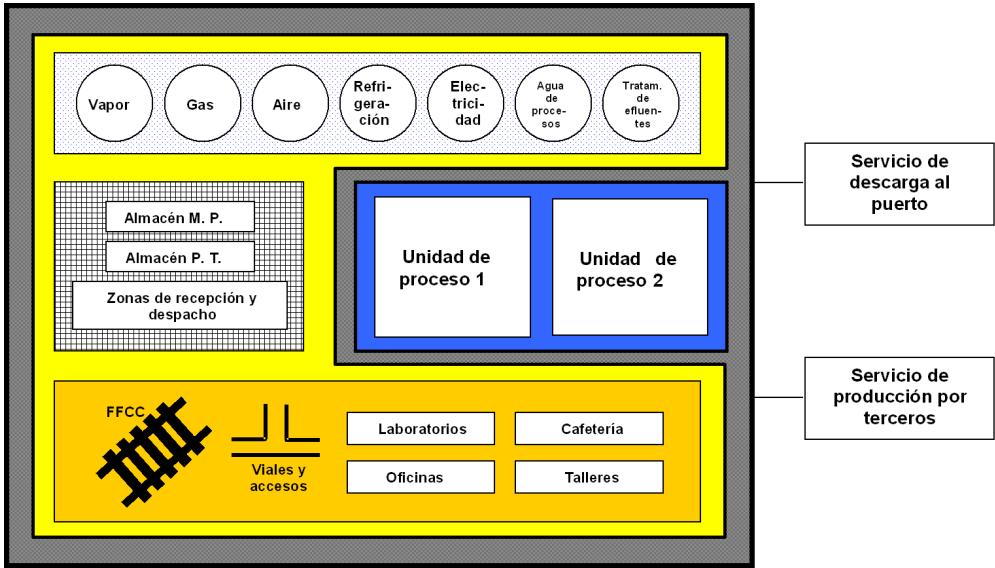 Vapor
Gas
Aire
Refri-
gera-
ción
Elec-
trici-
dad
Agua
de
proce-
sos
Tratam.
de
efluen-
tes
Servicio de
descarga al
puerto
Almacén M. P.
Almacén P. T.
Zonas de recepción y
despacho
Unidad de
proceso 1
Unidad de
proceso 2
Servicio de
producción por
terceros
FFCC
Viales y
accesos
Laboratorios
Cafetería
Oficinas
Talleres